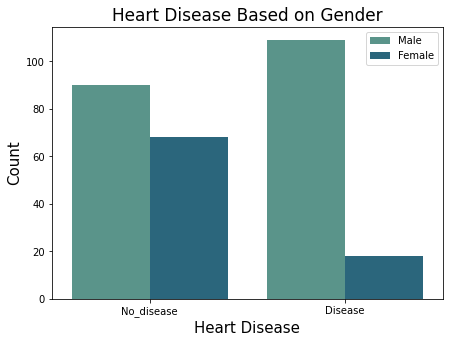 Heart Disease Based on Gender
Male
Female
100
80
60
40
20
0
Count
No_disease
Disease
Heart Disease